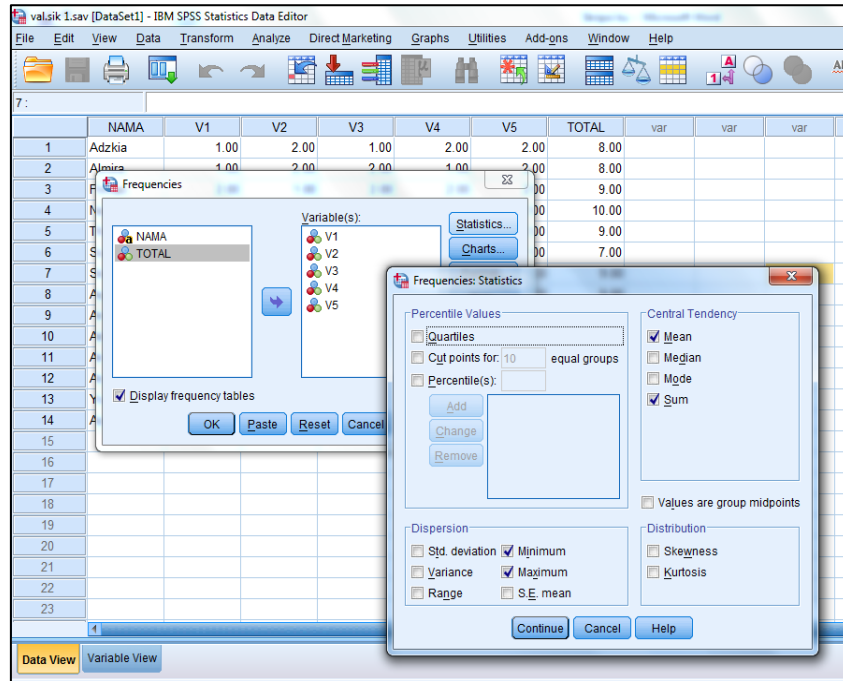 val.sik 1.sav [DataSet1] - IBM SPSS Statistics Data Editor
File Edit View Data Transform Analyze Direct Marketing Graphs Utilities Add-ons Window Help
7 :
NAMA V1 V2 V3 V4 V5 TOTAL var var var
1 Adzkia 1.00 2.00 1.00 2.00 2.00 8.00
2 Almira 1.00 2.00 2.00 1.00 2.00 8.00
3 9.00
4 N 10.00
5 T 9.00
6 S 7.00
7 S
8 A
9 A
10 A
11 A
12 A
13 Y
14 A
15
16
17
18
19
20
21
22
23
Data View Variable View
Frequencies
Variable(s):
NAMA
TOTAL
V1
V2
V3
V4
V5
Statistics...
Charts...
Display frequency tables
OK Paste Reset Cancel
Frequencies: Statistics
Percentile Values
Quartiles
Cut points for: 10 equal groups
Percentile(s):
Add
Change
Remove
Central Tendency
Mean
Median
Mode
Sum
Values are group midpoints
Dispersion
Std. deviation Minimum
Variance Maximum
Range S.E. mean
Distribution
Skewness
Kurtosis
Continue Cancel Help